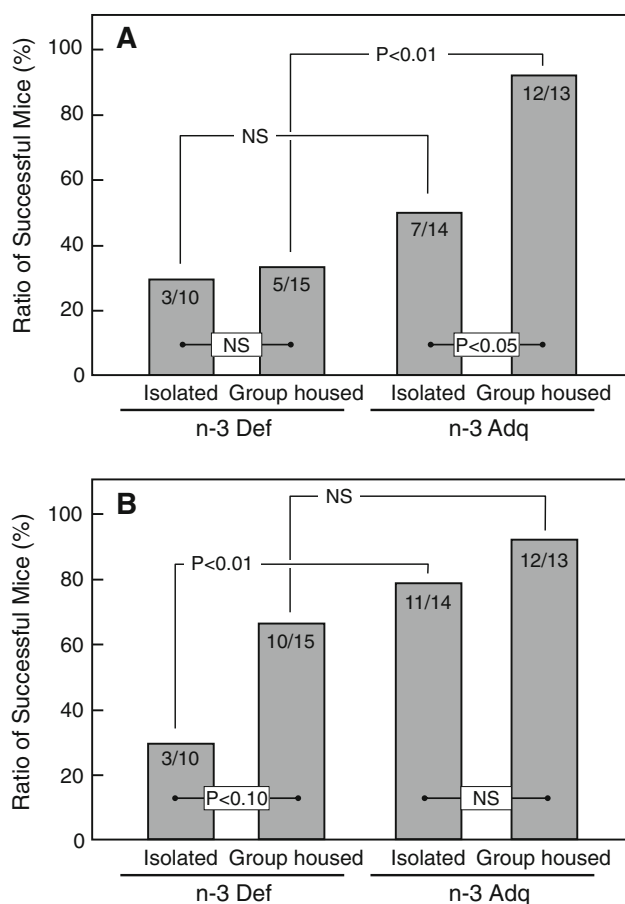 A
Ratio of Successful Mice (%)
100
80
60
40
20
0
P<0.01
NS
12/13
7/14
3/10
5/15
NS
P<0.05
Isolated Group housed Isolated Group housed
n-3 Def n-3 Adq
B
Ratio of Successful Mice (%)
100
80
60
40
20
0
NS
P<0.01
12/13
11/14
10/15
3/10
P<0.10
NS
Isolated Group housed Isolated Group housed
n-3 Def n-3 Adq